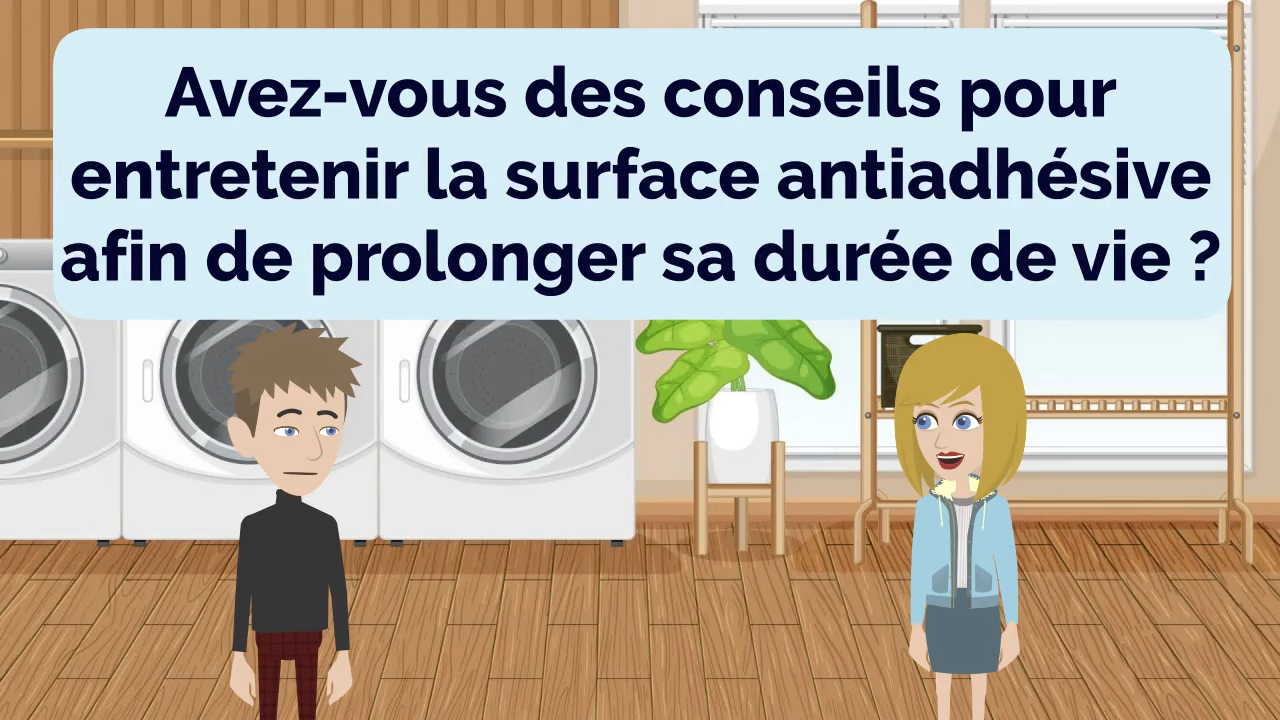 Avez-vous des conseils pour
entretenir la surface antiadhésive
afin de prolonger sa durée de vie ?